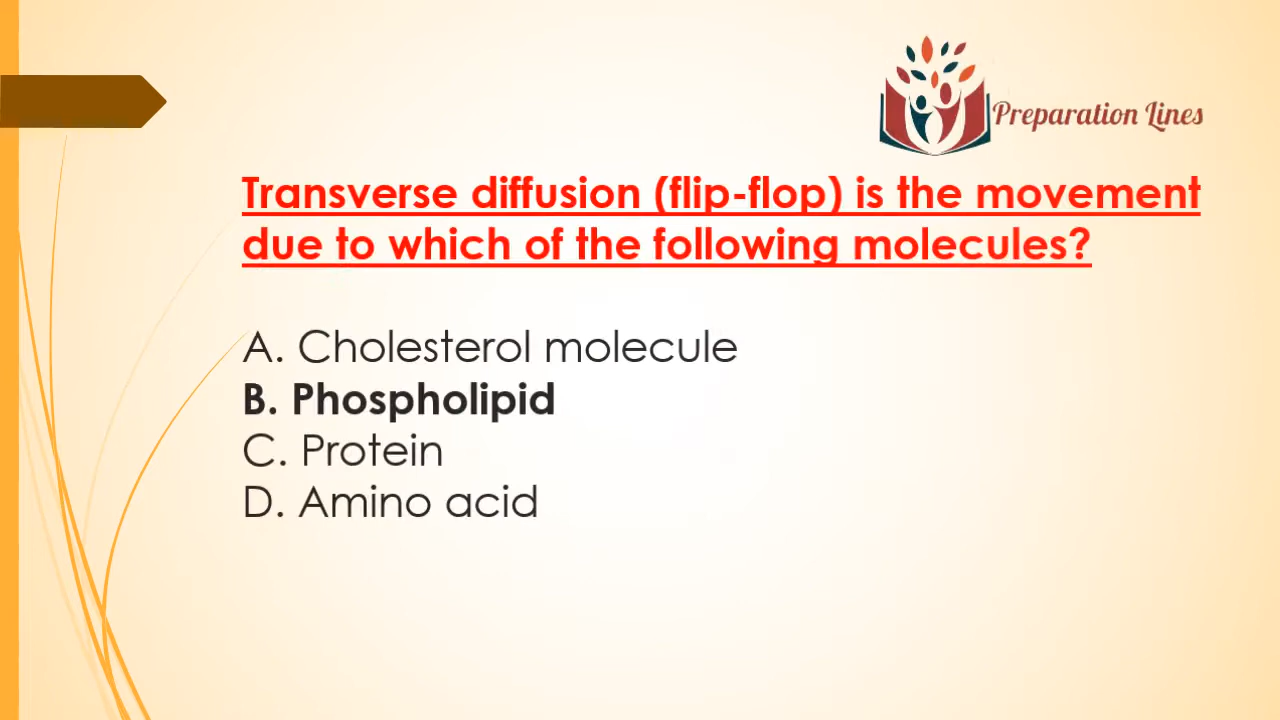 Preparation Lines
Transverse diffusion (flip-flop) is the movement
due to which of the following molecules?
A. Cholesterol molecule
B. Phospholipid
C. Protein
D. Amino acid